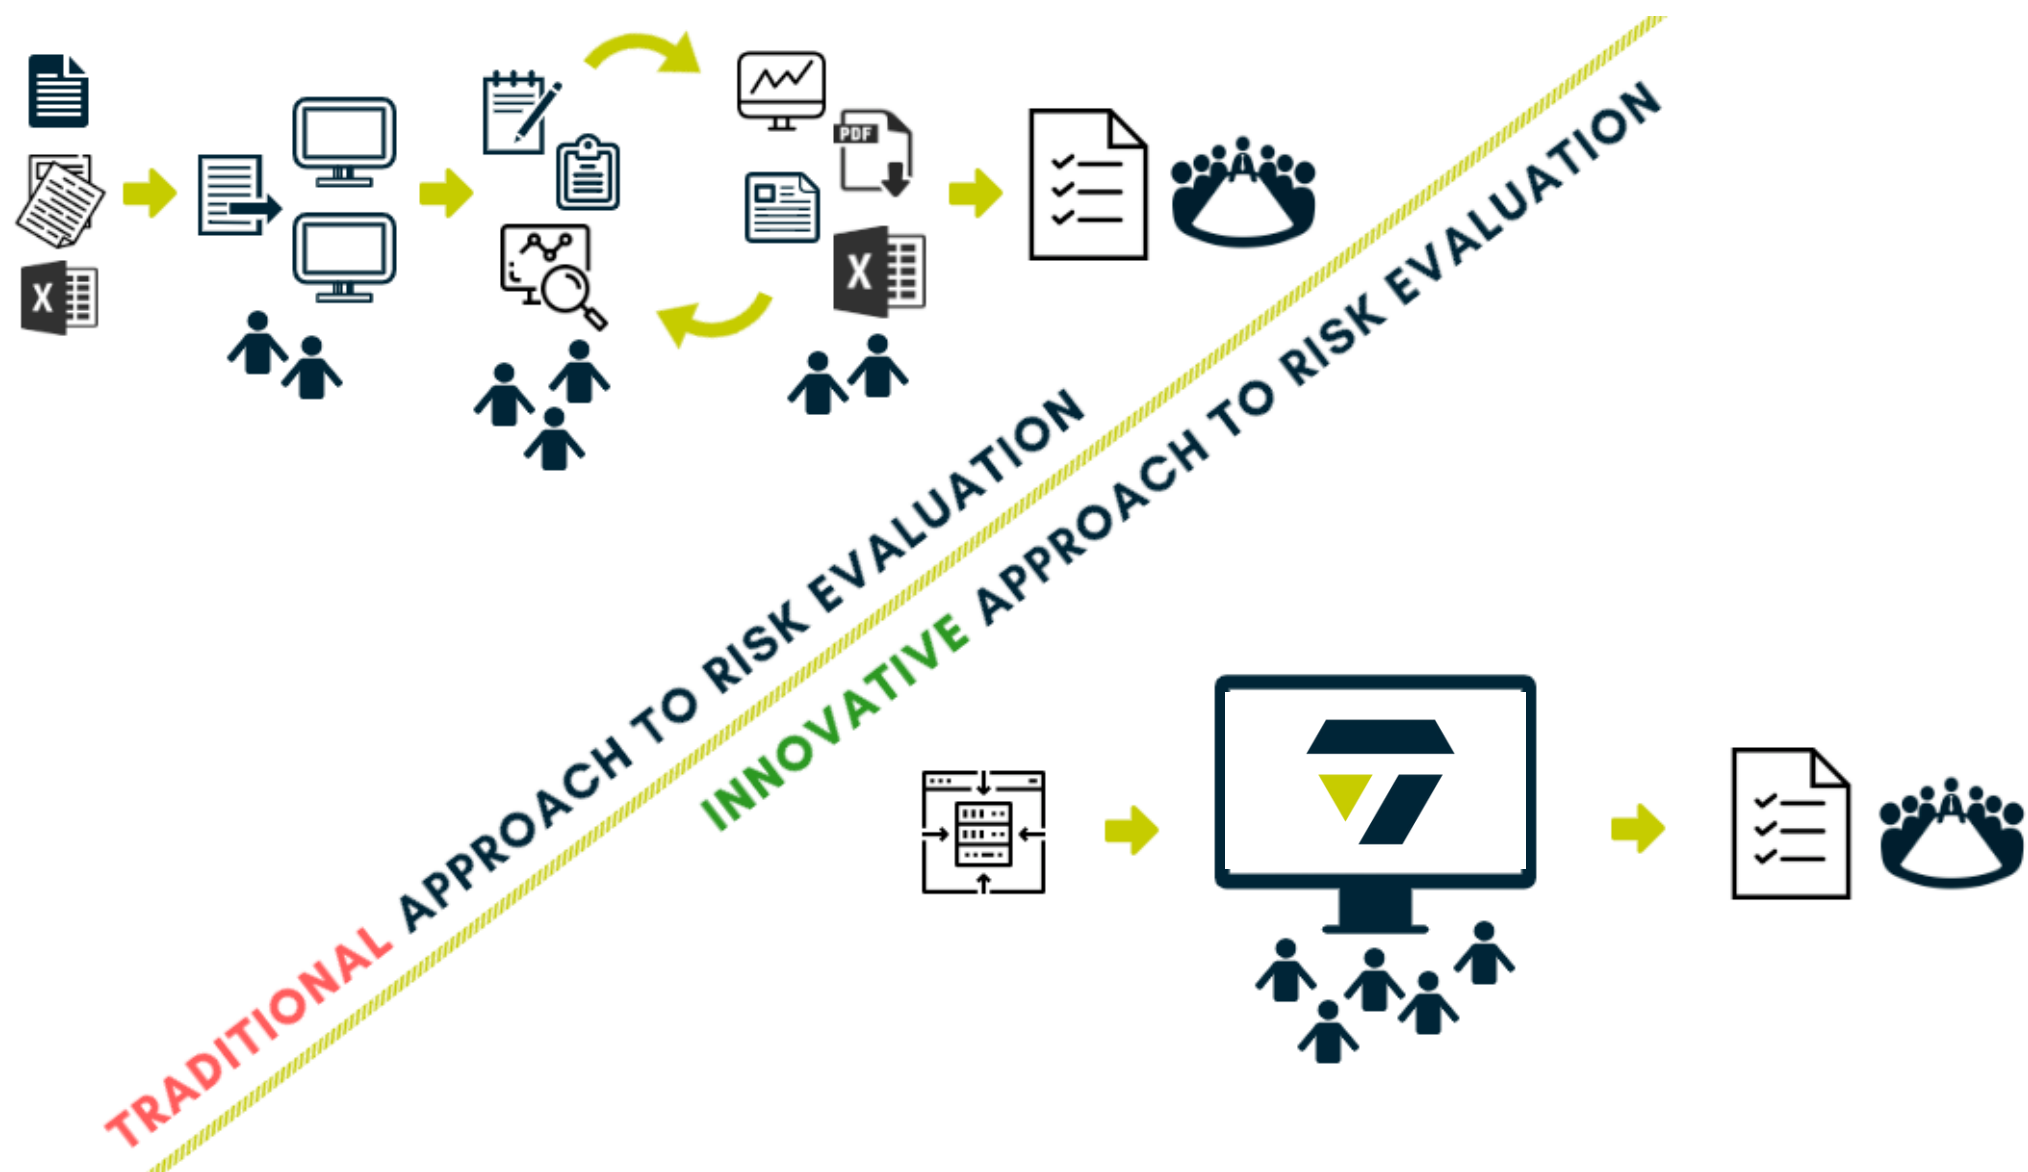 X
PDF
X
TRADITIONAL APPROACH TO RISK EVALUATION
INNOVATIVE APPROACH TO RISK EVALUATION